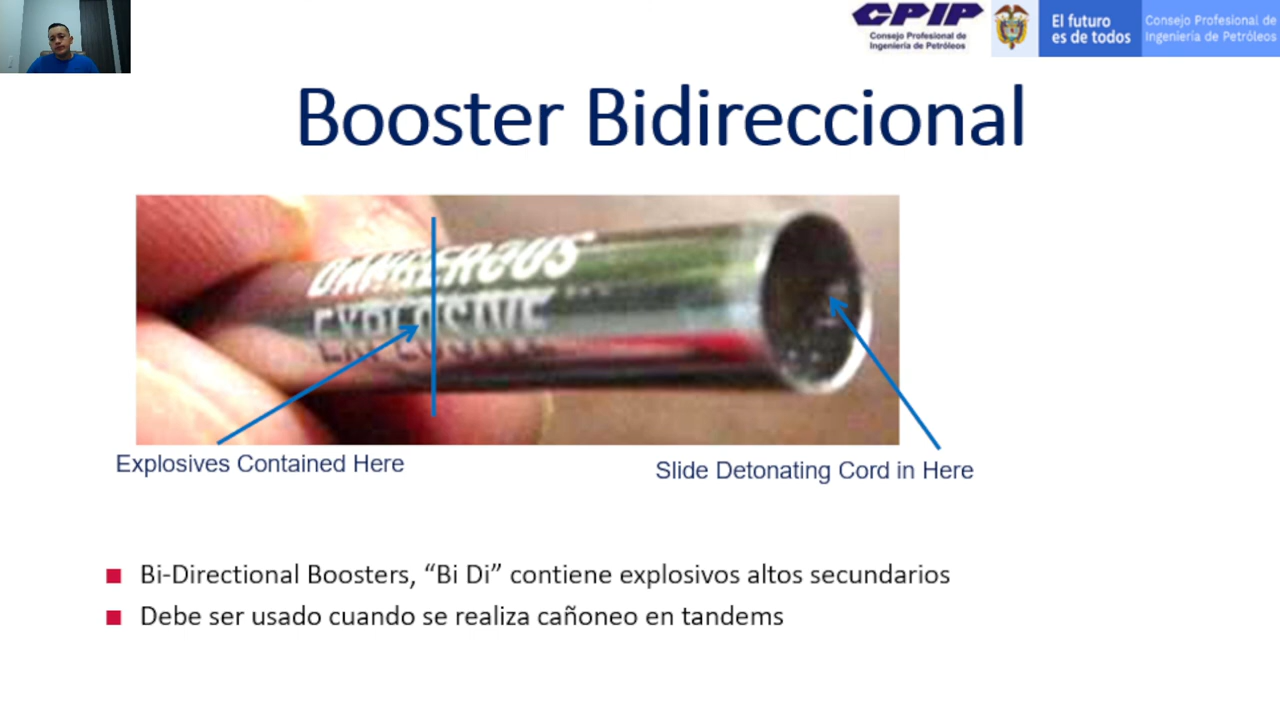 CPIP
Consejo Profesional de
Ingeniería de Petróleos
El futuro
es de todos
Consejo Profesional de
Ingeniería de Petróleos
Booster Bidireccional
DANGEROUS
EXPLOSIVE
Explosives Contained Here
Slide Detonating Cord in Here
Bi-Directional Boosters, “Bi Di” contiene explosivos altos secundarios
Debe ser usado cuando se realiza cañoneo en tandems